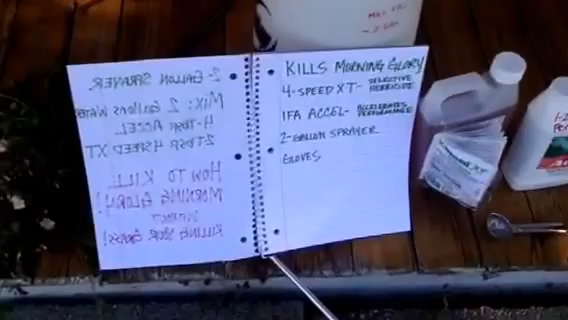 2-GALLON SPRAYER
MIX: 2 GALLONS WATER
4-TBSP ACCEL
2-TBSP 4SPEED XT
HOW TO KILL
MORNING GLORY!
WITHOUT
KILLING YOUR GRASS!
KILLS MORNING GLORY
4-SPEED XT- SELECTIVE HERBICIDE
IFA ACCEL- ACCELERATES PERFORMANCE
2-GALLON SPRAYER
GLOVES